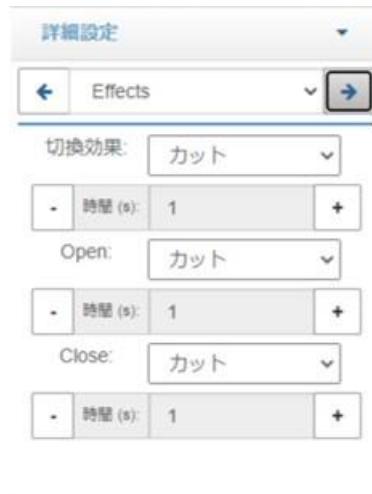 詳細設定
Effects
切換効果: カット
- 時間 (s): 1 +
Open: カット
- 時間 (s): 1 +
Close: カット
- 時間 (s): 1 +